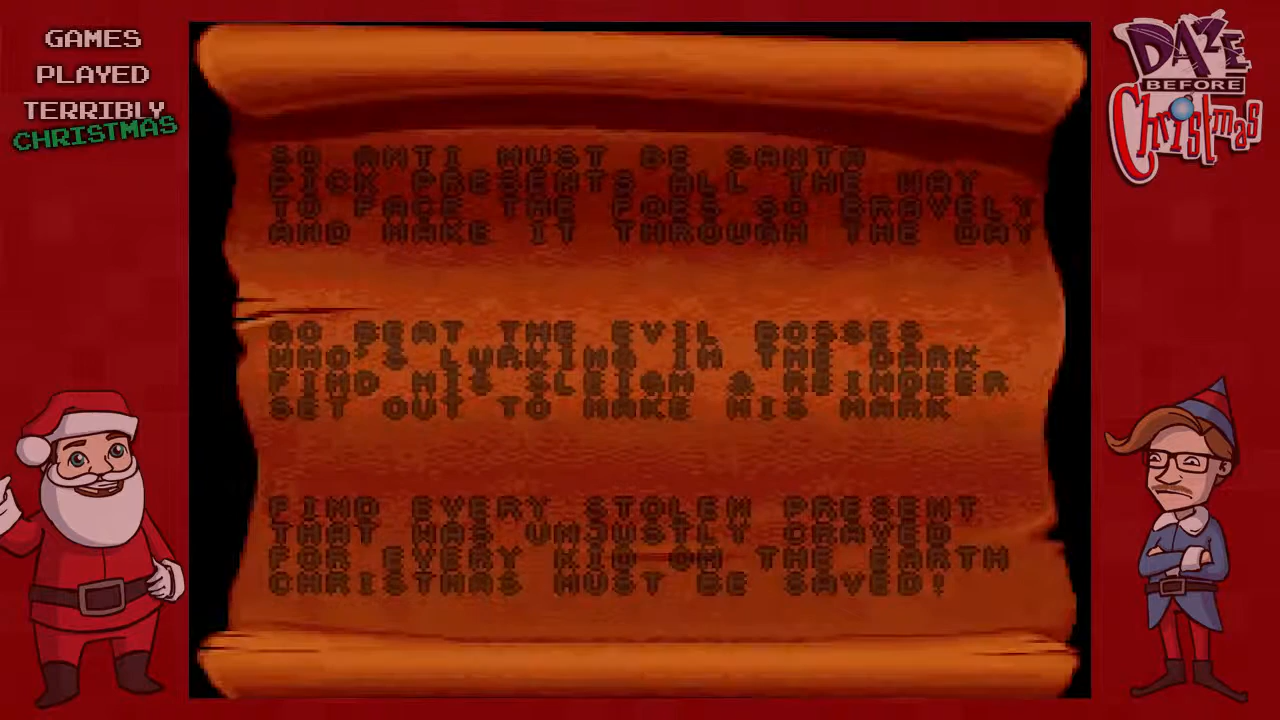 GAMES
PLAYED
TERRIBLY
CHRISTMAS
DAZE
BEFORE
Christmas
SO ANTI MUST BE SANTA
PICK PRESENTS ALL THE WAY
TO FACE THE FOES SO BRAVELY
AND MAKE IT THROUGH THE DAY
GO BEAT THE EVIL BOSSES
WHO'S LURKING IN THE DARK
FIND HIS SLEIGH & REINDEER
SET OUT TO MAKE HIS MARK
FIND EVERY STOLEN PRESENT
THAT WAS UNJUSTLY CRAVED
FOR EVERY KID ON THE EARTH
CHRISTMAS MUST BE SAVED!